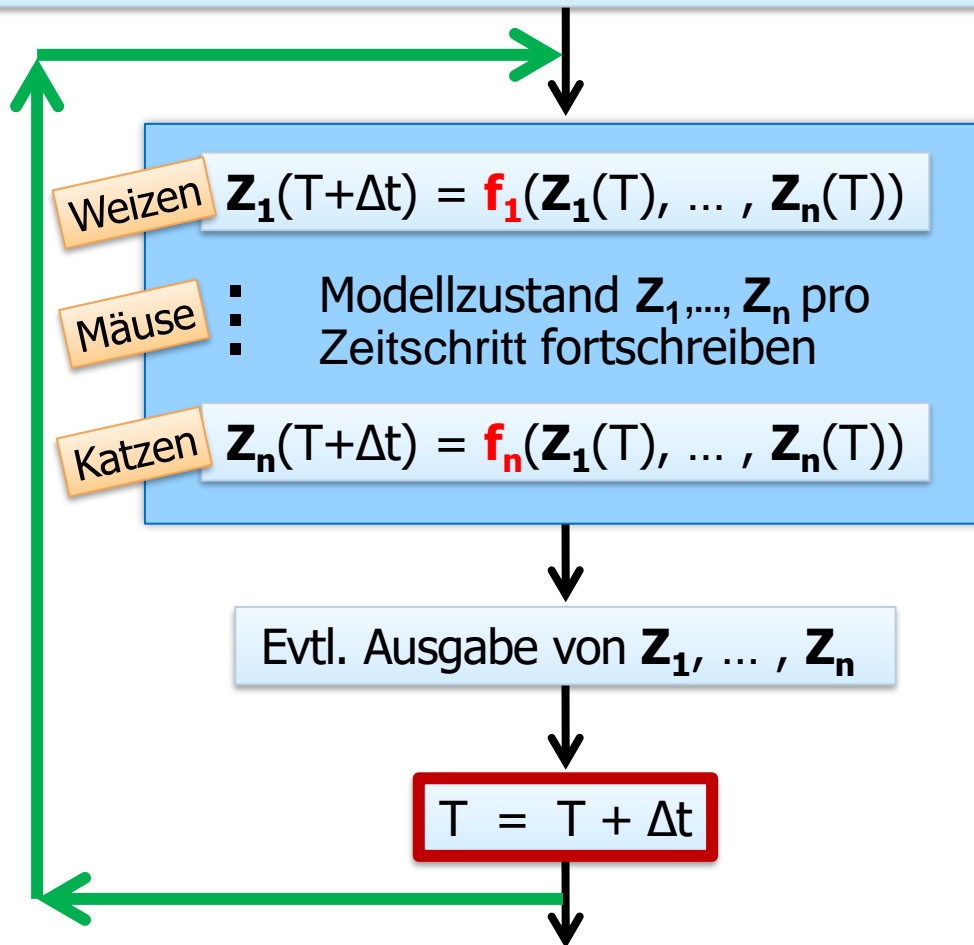 Weizen Z₁(T+Δt) = f₁(Z₁(T), ... , Zₙ(T))
Mäuse Modellzustand Z₁,..., Zₙ pro
Zeitschritt fortschreiben
Katzen Zₙ(T+Δt) = fₙ(Z₁(T), ... , Zₙ(T))
Evtl. Ausgabe von Z₁, ... , Zₙ
T = T + Δt